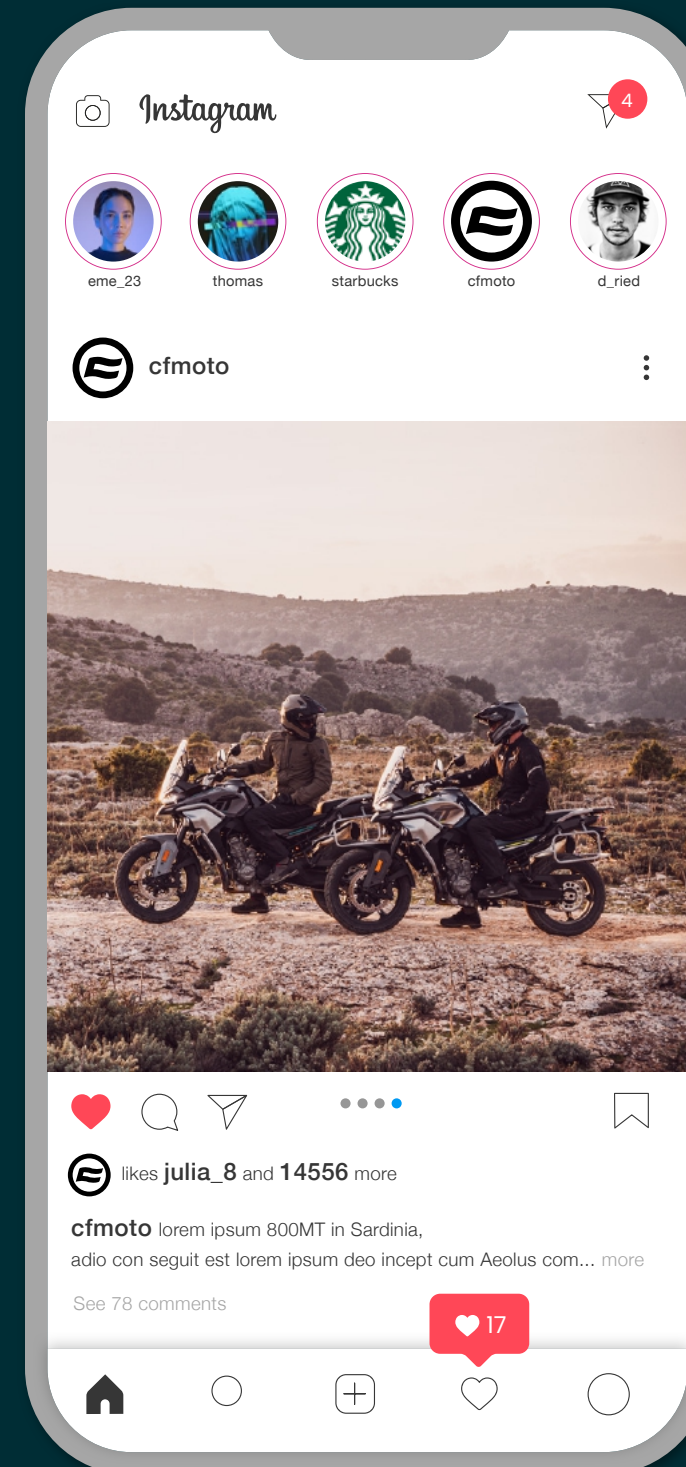 Instagram
4
eme_23
thomas
starbucks
cfmoto
d_ried
cfmoto
likes julia_8 and 14556 more
cfmoto lorem ipsum 800MT in Sardinia,
adio con seguit est lorem ipsum deo incept cum Aeolus com... more
See 78 comments
17